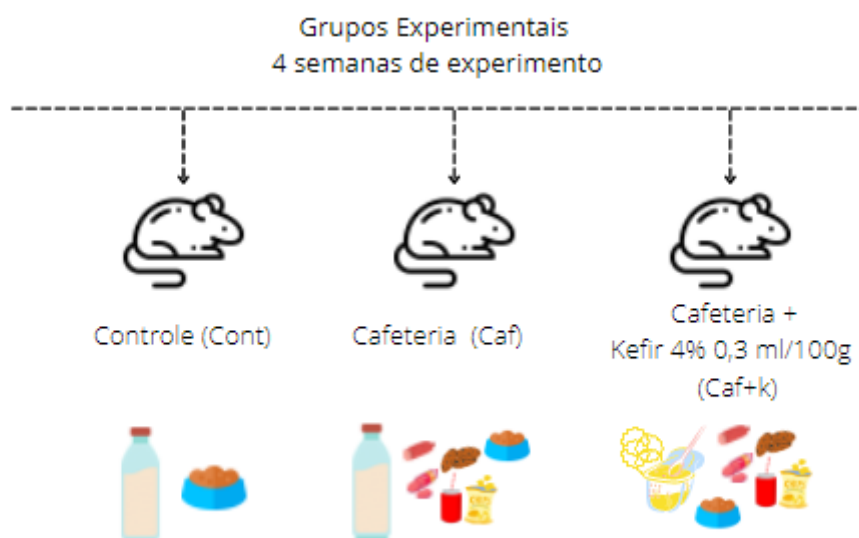 Grupos Experimentais
4 semanas de experimento
Controle (Cont)
Cafeteria (Caf)
Cafeteria +
Kefir 4% 0,3 ml/100g
(Caf+k)